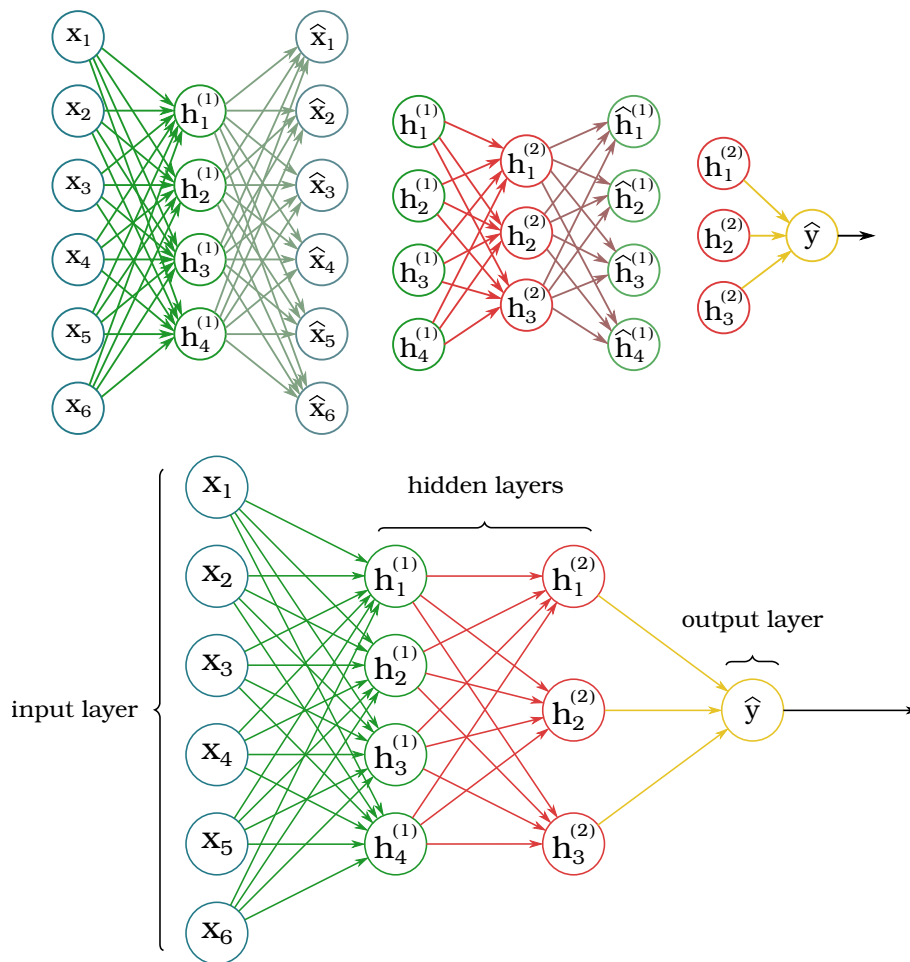 x₁
x₂
x₃
x₄
x₅
x₆
h₁⁽¹⁾
h₂⁽¹⁾
h₃⁽¹⁾
h₄⁽¹⁾
x̂₁
x̂₂
x̂₃
x̂₄
x̂₅
x̂₆
h₁⁽¹⁾
h₂⁽¹⁾
h₃⁽¹⁾
h₄⁽¹⁾
h₁⁽²⁾
h₂⁽²⁾
h₃⁽²⁾
ĥ₁⁽¹⁾
ĥ₂⁽¹⁾
ĥ₃⁽¹⁾
ĥ₄⁽¹⁾
h₁⁽²⁾
h₂⁽²⁾
h₃⁽²⁾
ŷ
input layer
x₁
x₂
x₃
x₄
x₅
x₆
hidden layers
h₁⁽¹⁾
h₂⁽¹⁾
h₃⁽¹⁾
h₄⁽¹⁾
h₁⁽²⁾
h₂⁽²⁾
h₃⁽²⁾
output layer
ŷ